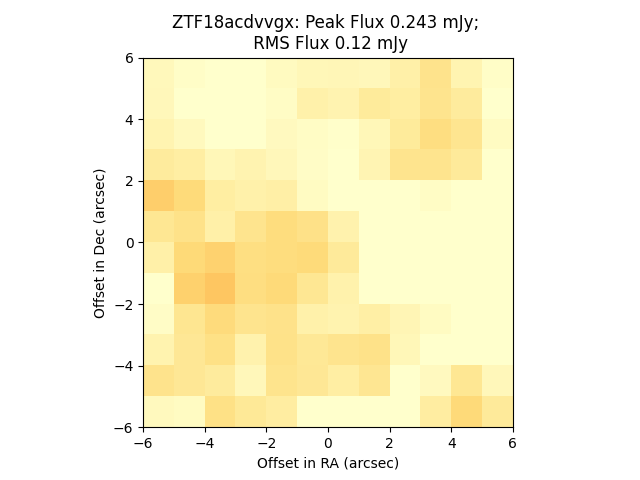 ZTF18acdvvgx: Peak Flux 0.243 mJy;
RMS Flux 0.12 mJy
6
4
2
0
−2
−4
−6
Offset in Dec (arcsec)
−6 −4 −2 0 2 4 6
Offset in RA (arcsec)